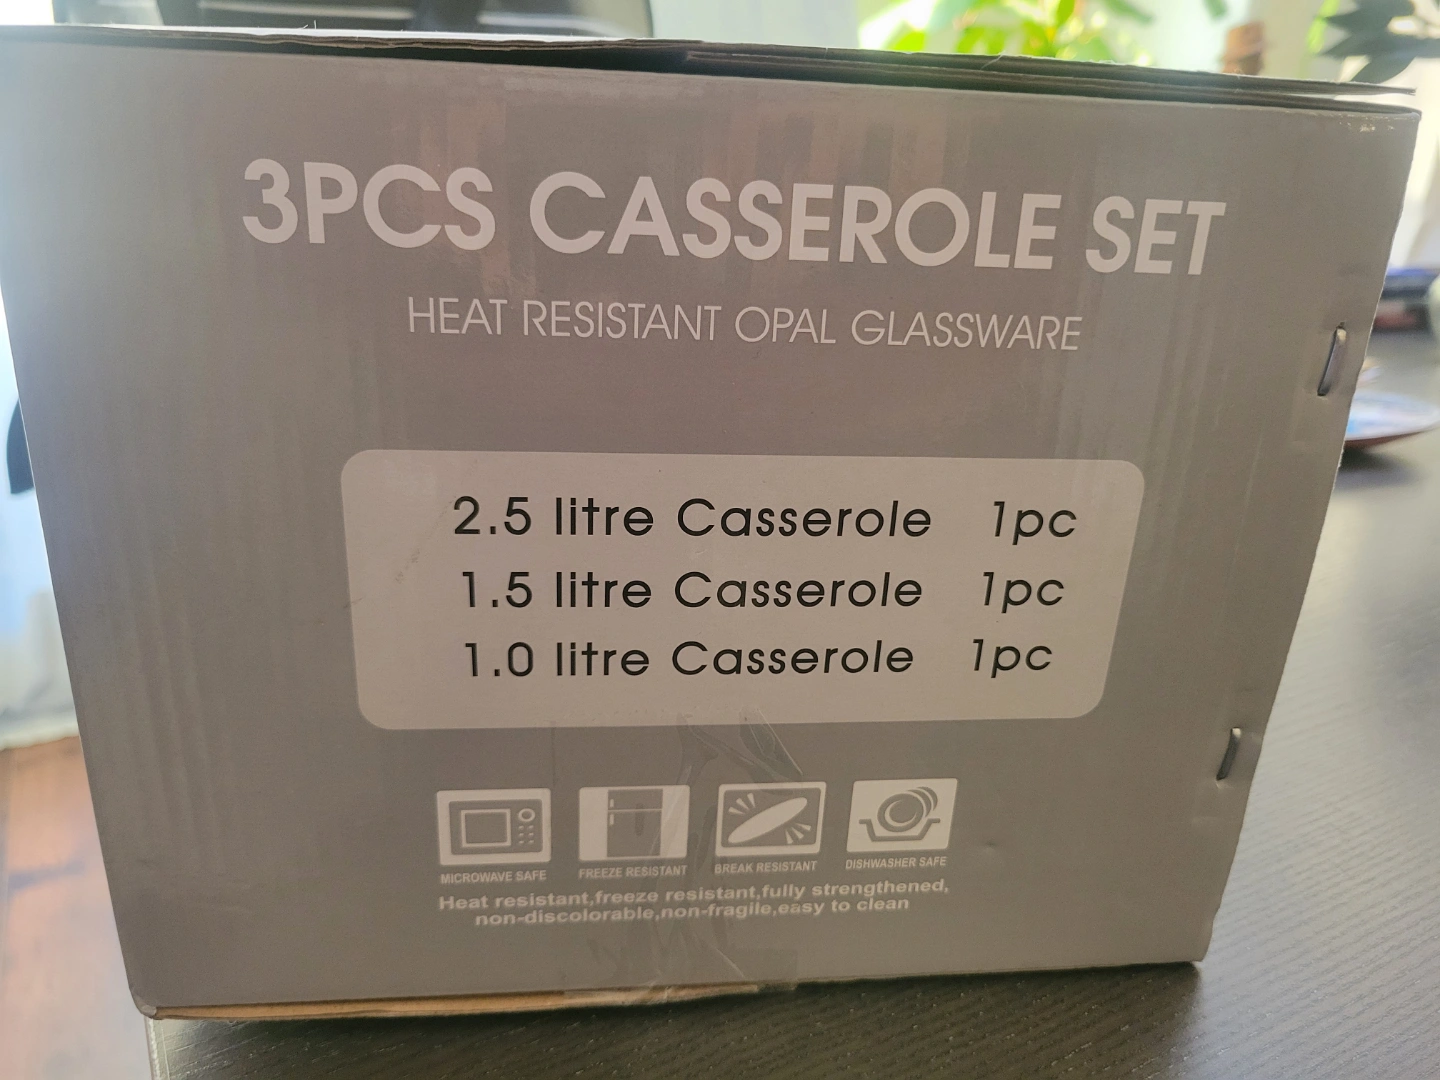 3PCS CASSEROLE SET
HEAT RESISTANT OPAL GLASSWARE
2.5 litre Casserole 1pc
1.5 litre Casserole 1pc
1.0 litre Casserole 1pc
MICROWAVE SAFE FREEZE RESISTANT BREAK RESISTANT DISHWASHER SAFE
Heat resistant,freeze resistant,fully strengthened,
non-discolorable,non-fragile,easy to clean